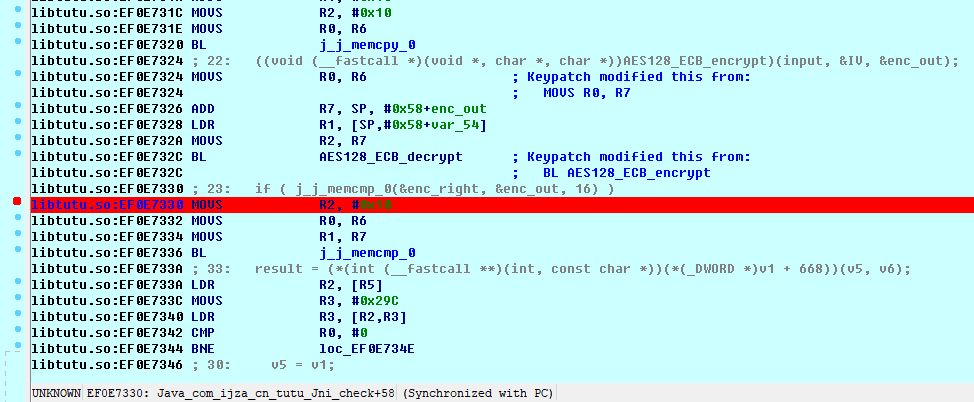 libtutu.so:EF0E731C MOVS R2, #0x10
libtutu.so:EF0E731E MOVS R0, R6
libtutu.so:EF0E7320 BL j_j_memcpy_0
libtutu.so:EF0E7324 ; 22: ((void (__fastcall *)(void *, char *, char *))AES128_ECB_encrypt)(input, &IV, &enc_out);
libtutu.so:EF0E7324 MOVS R0, R6 ; Keypatch modified this from:
libtutu.so:EF0E7324 ; MOVS R0, R7
libtutu.so:EF0E7326 ADD R7, SP, #0x58+enc_out
libtutu.so:EF0E7328 LDR R1, [SP,#0x58+var_54]
libtutu.so:EF0E732A MOVS R2, R7
libtutu.so:EF0E732C BL AES128_ECB_decrypt ; Keypatch modified this from:
libtutu.so:EF0E732C ; BL AES128_ECB_encrypt
libtutu.so:EF0E7330 ; 23: if ( j_j_memcmp_0(&enc_right, &enc_out, 16) )
libtutu.so:EF0E7330 MOVS R2, #0x10
libtutu.so:EF0E7332 MOVS R0, R6
libtutu.so:EF0E7334 MOVS R1, R7
libtutu.so:EF0E7336 BL j_j_memcmp_0
libtutu.so:EF0E733A ; 33: result = (*(int (__fastcall **)(int, const char *))(*(_DWORD *)v1 + 668))(v5, v6);
libtutu.so:EF0E733A LDR R2, [R5]
libtutu.so:EF0E733C MOVS R3, #0x29C
libtutu.so:EF0E7340 LDR R3, [R2,R3]
libtutu.so:EF0E7342 CMP R0, #0
libtutu.so:EF0E7344 BNE loc_EF0E734E
libtutu.so:EF0E7346 ; 30: v5 = v1;
UNKNOWN EF0E7330: Java_com_ijza_cn_tutu_Jni_check+58 (Synchronized with PC)